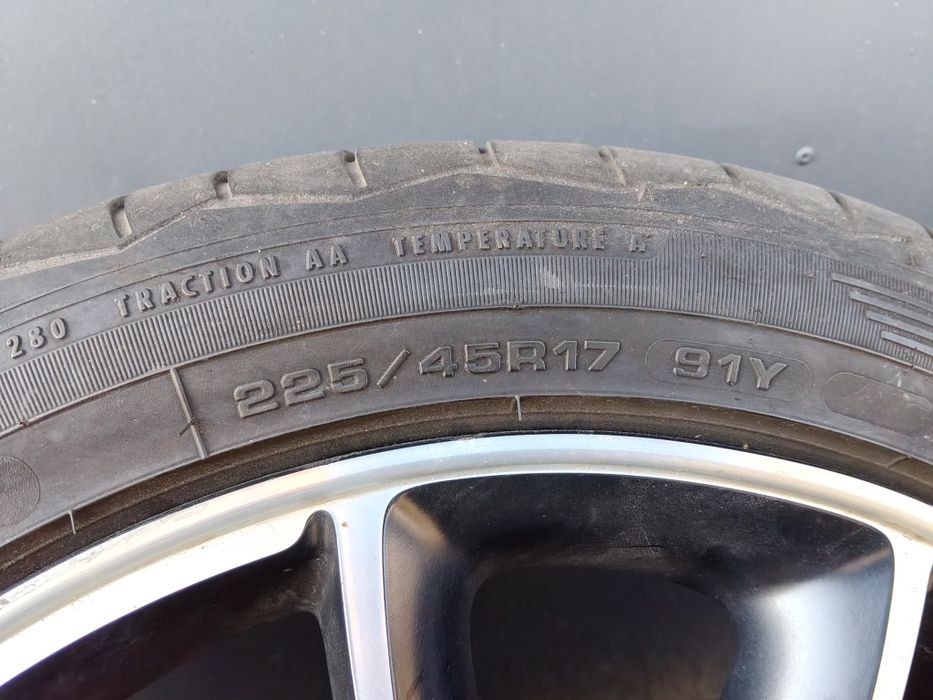 280 TRACTION AA TEMPERATURE A
225/45R17 91Y